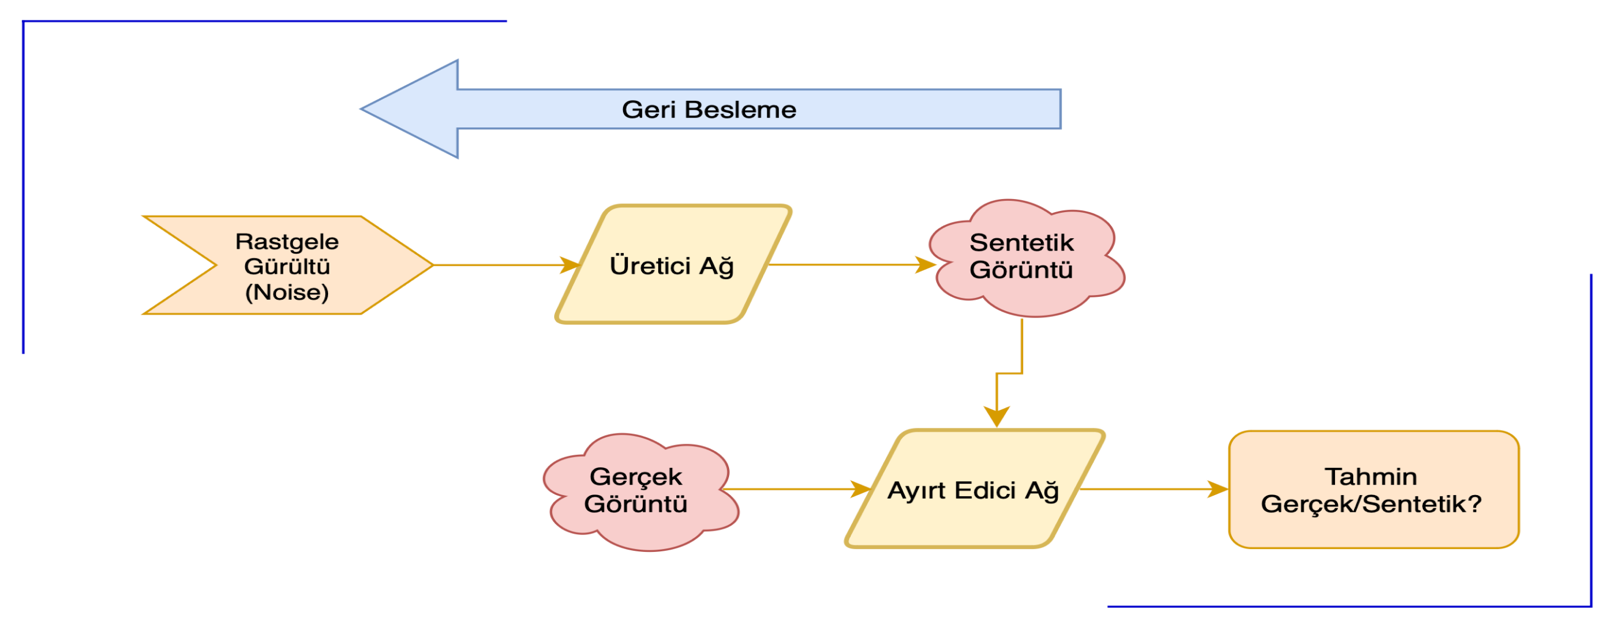 Geri Besleme
Rastgele
Gürültü
(Noise)
Üretici Ağ
Sentetik
Görüntü
Gerçek
Görüntü
Ayırt Edici Ağ
Tahmin
Gerçek/Sentetik?